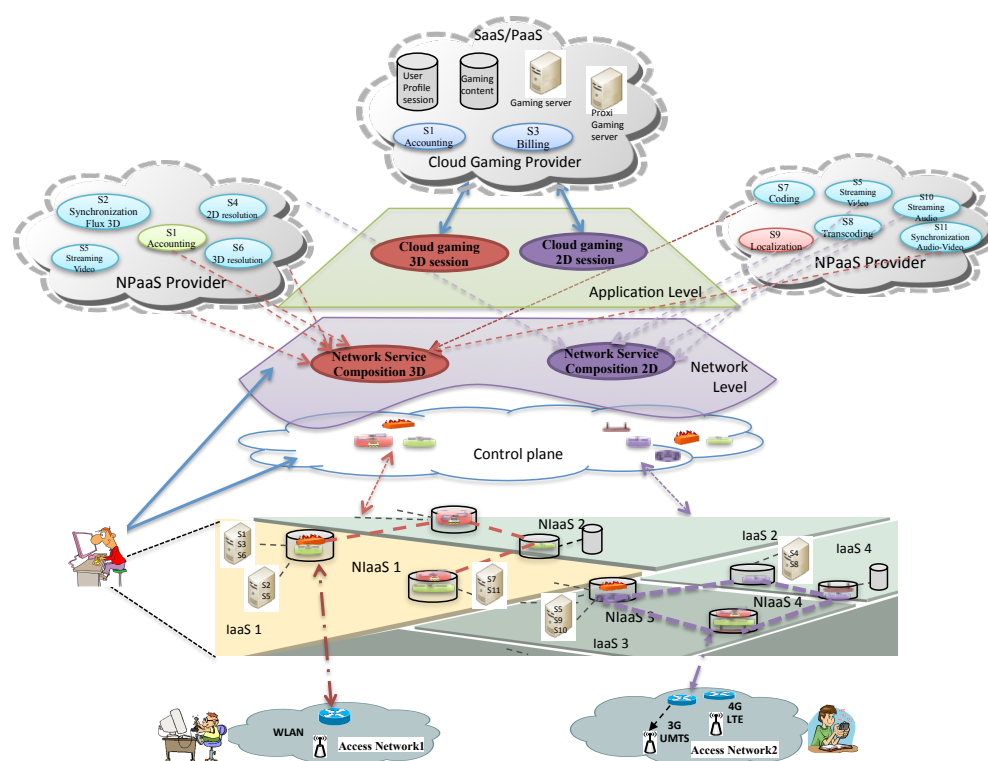 SaaS/PaaS
User
Profile
session
Gaming
content
Gaming server
Proxi
Gaming
server
S1
Accounting
S3
Billing
Cloud Gaming Provider
S2
Synchronization
Flux 3D
S4
2D resolution
S1
Accounting
S5
Streaming
Video
S6
3D resolution
NPaaS Provider
S7
Coding
S5
Streaming
Video
S10
Streaming
Audio
S9
Localization
S8
Transcoding
S11
Synchronization
Audio-Video
NPaaS Provider
Cloud gaming
3D session
Cloud gaming
2D session
Application Level
Network Service
Composition 3D
Network Service
Composition 2D
Network
Level
Control plane
S1
S3
S6
S2
S5
NIaaS 1
IaaS 1
NIaaS 2
IaaS 2
S7
S11
S4
S8
IaaS 4
S5
S9
S10
NIaaS 3
NIaaS 4
IaaS 3
WLAN
Access Network1
4G
LTE
3G
UMTS
Access Network2